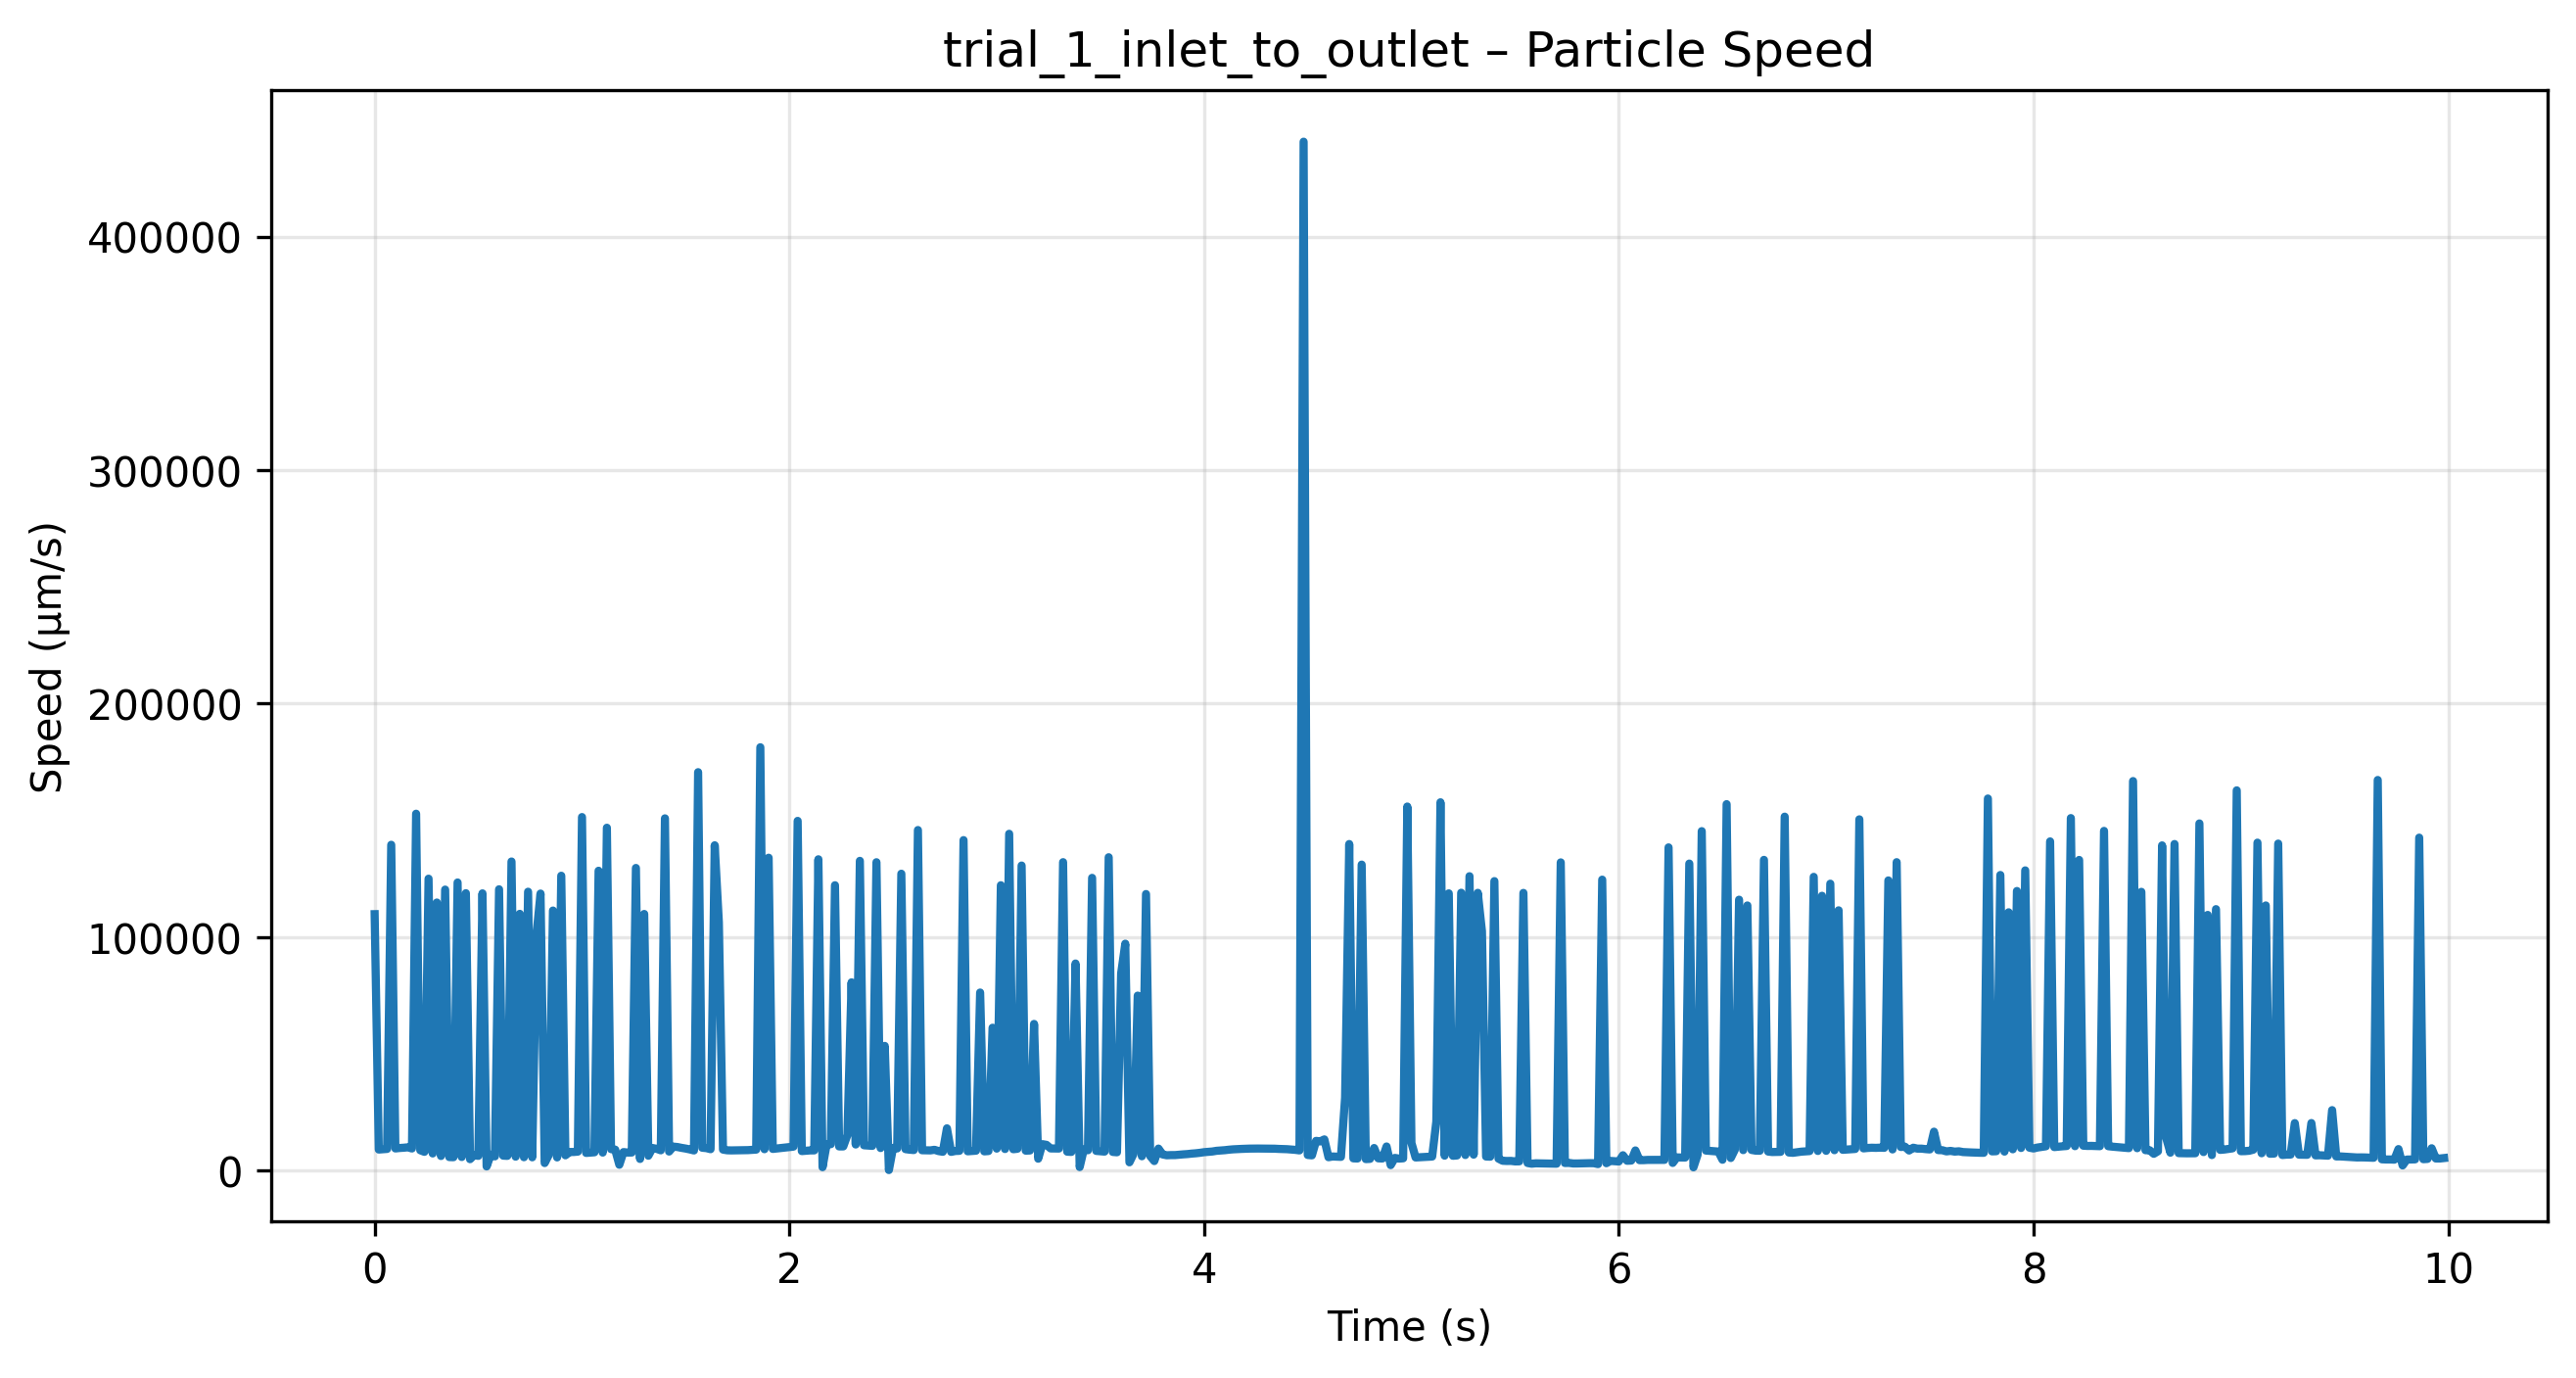 trial_1_inlet_to_outlet – Particle Speed
Speed (µm/s)
400000
300000
200000
100000
0
0 2 4 6 8 10
Time (s)